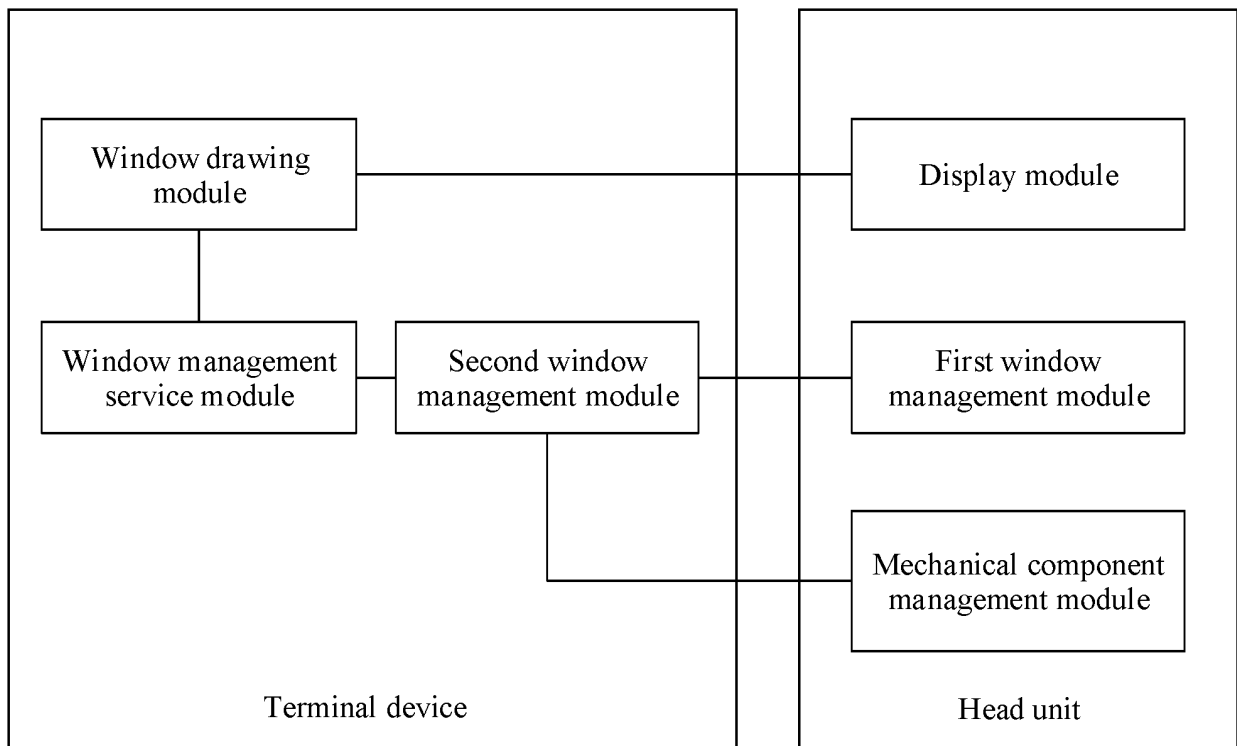 Window drawing
module
Display module
Window management
service module
Second window
management module
First window
management module
Mechanical component
management module
Terminal device
Head unit